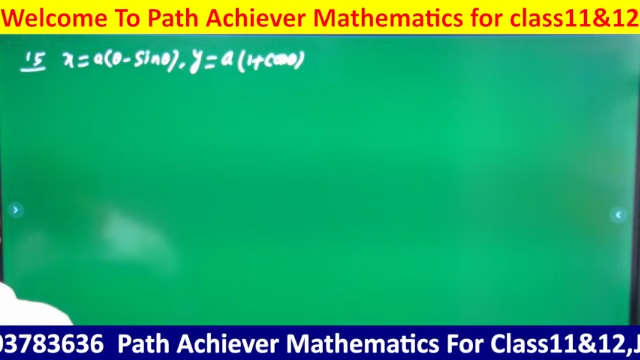 Welcome To Path Achiever Mathematics for class11&12
15 x=a(θ-sinθ), y=a(1+cosθ)
03783636 Path Achiever Mathematics For Class11&12,